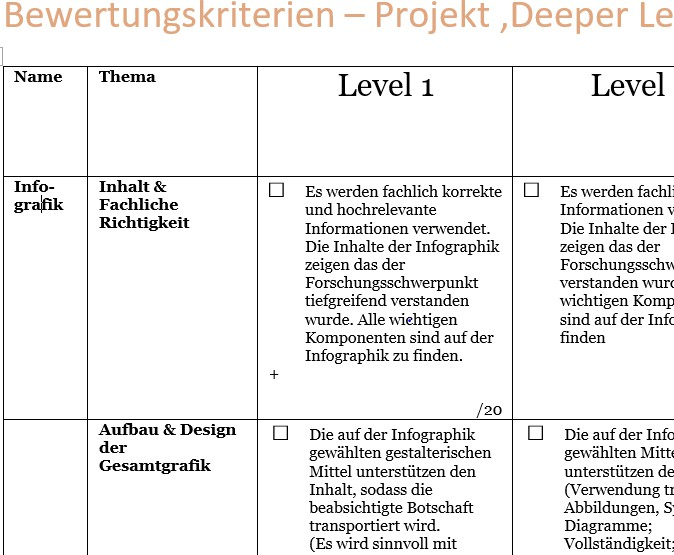 Bewertungskriterien – Projekt ‚Deeper Le
Name
Thema
Level 1
Level
Info-
grafik
Inhalt &
Fachliche
Richtigkeit
Es werden fachlich korrekte
und hochrelevante
Informationen verwendet.
Die Inhalte der Infographik
zeigen das der
Forschungsschwerpunkt
tiefgreifend verstanden
wurde. Alle wichtigen
Komponenten sind auf der
Infographik zu finden.
+
/20
Es werden fachli
Informationen v
Die Inhalte der I
zeigen das der
Forschungsschw
verstanden wurd
wichtigen Komp
sind auf der Info
finden
Aufbau & Design
der
Gesamtgrafik
Die auf der Infographik
gewählten gestalterischen
Mittel unterstützen den
Inhalt, sodass die
beabsichtigte Botschaft
transportiert wird.
(Es wird sinnvoll mit
Die auf der Info
gewählten Mitte
unterstützen de
(Verwendung tr
Abbildungen, Sy
Diagramme;
Vollständigkeit;